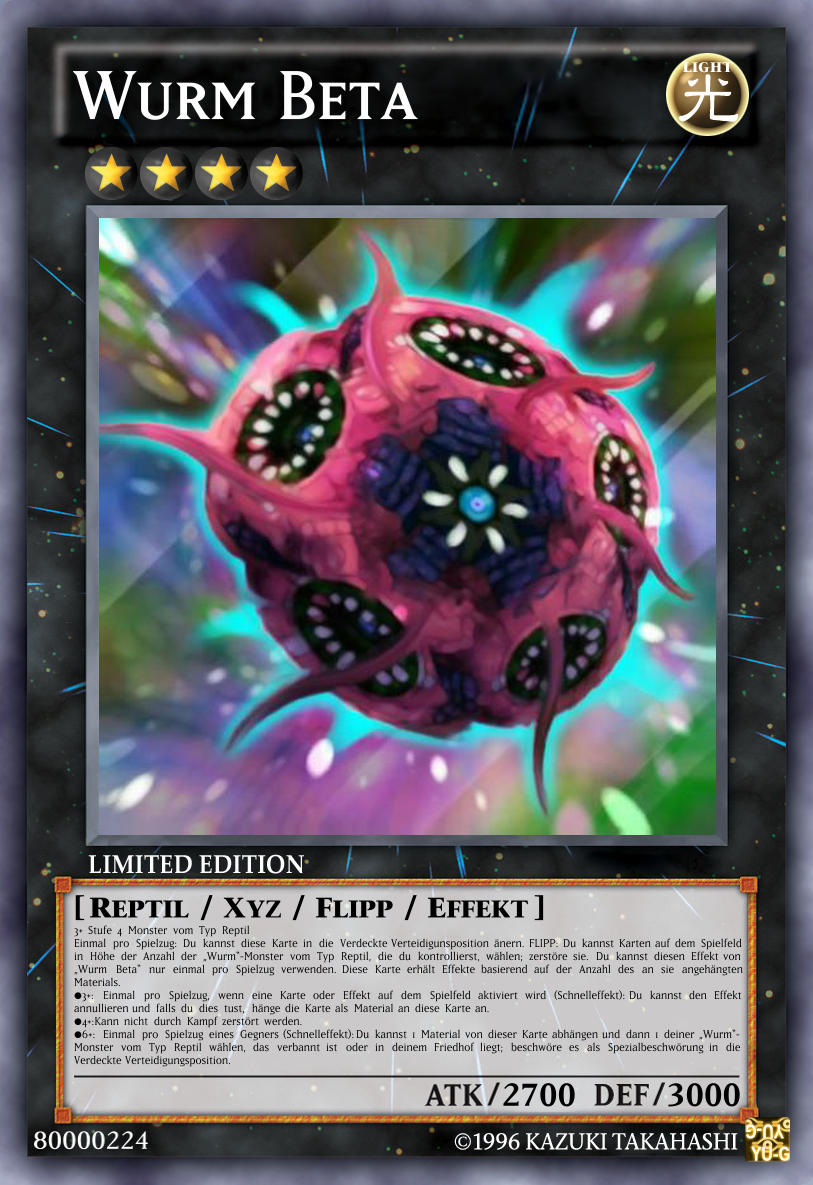 Wurm Beta
LIGHT
光
LIMITED EDITION
[ Reptil / Xyz / Flipp / Effekt ]
3+ Stufe 4 Monster vom Typ Reptil
Einmal pro Spielzug: Du kannst diese Karte in die Verdeckte Verteidigungsposition änern. FLIPP: Du kannst Karten auf dem Spielfeld
in Höhe der Anzahl der „Wurm"-Monster vom Typ Reptil, die du kontrollierst, wählen; zerstöre sie. Du kannst diesen Effekt von
„Wurm Beta" nur einmal pro Spielzug verwenden. Diese Karte erhält Effekte basierend auf der Anzahl des an sie angehängten
Materials.
●3+: Einmal pro Spielzug, wenn eine Karte oder Effekt auf dem Spielfeld aktiviert wird (Schnelleffekt): Du kannst den Effekt
annullieren und falls du dies tust, hänge die Karte als Material an diese Karte an.
●4+:Kann nicht durch Kampf zerstört werden.
●6+: Einmal pro Spielzug eines Gegners (Schnelleffekt): Du kannst 1 Material von dieser Karte abhängen und dann 1 deiner „Wurm"-
Monster vom Typ Reptil wählen, das verbannt ist oder in deinem Friedhof liegt; beschwöre es als Spezialbeschwörung in die
Verdeckte Verteidigungsposition.
ATK/2700 DEF/3000
80000224
©1996 KAZUKI TAKAHASHI